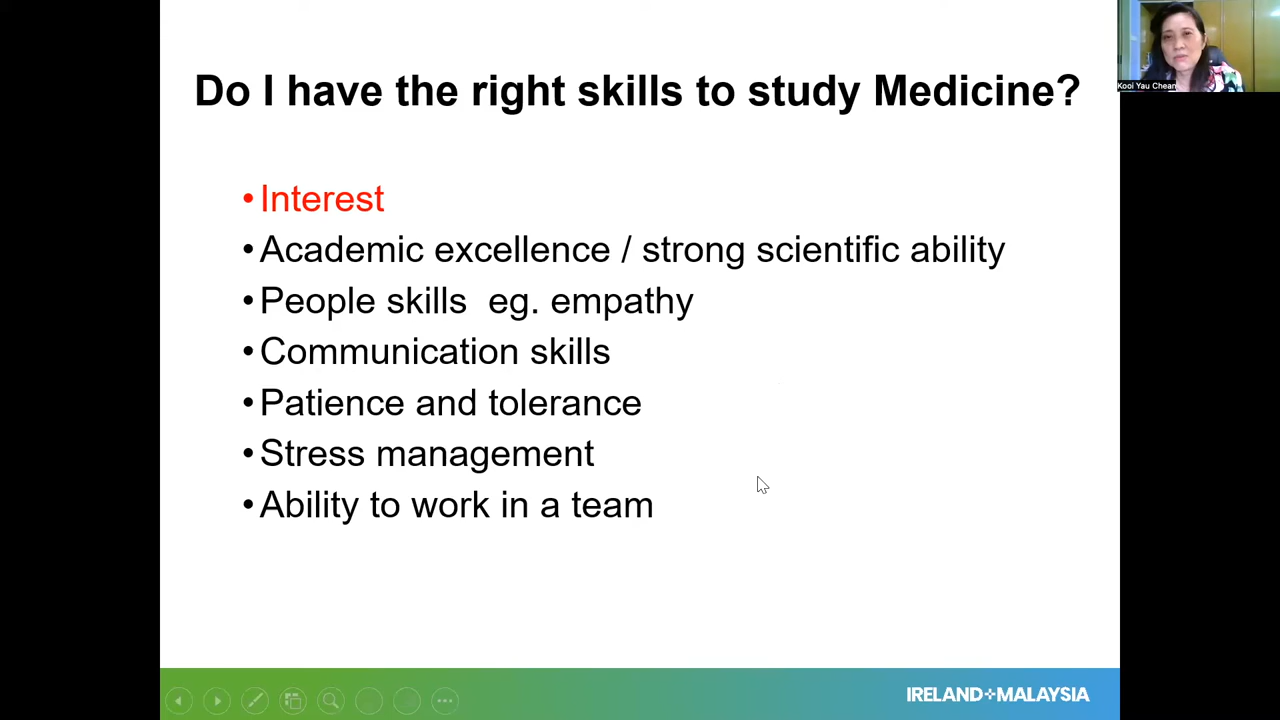 Do I have the right skills to study Medicine?
•Interest
•Academic excellence / strong scientific ability
•People skills  eg. empathy
•Communication skills
•Patience and tolerance
•Stress management
•Ability to work in a team
Kooi Yau Chean
IRELAND✧MALAYSIA